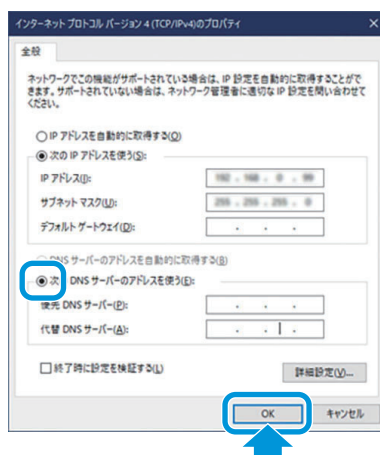 インターネット プロトコル バージョン 4 (TCP/IPv4)のプロパティ
全般
ネットワークでこの機能がサポートされている場合は、IP 設定を自動的に取得することがで
きます。サポートされていない場合は、ネットワーク管理者に適切な IP 設定を問い合わせて
ください。
IP アドレスを自動的に取得する(O)
次の IP アドレスを使う(S):
IP アドレス(I): 192 . 168 . 0 . 99
サブネット マスク(U): 255 . 255 . 255 . 0
デフォルト ゲートウェイ(D): . . .
DNS サーバーのアドレスを自動的に取得する(B)
次 DNS サーバーのアドレスを使う(E):
優先 DNS サーバー(P): . . .
代替 DNS サーバー(A): . . .
終了時に設定を検証する(L)
詳細設定(V)...
OK キャンセル